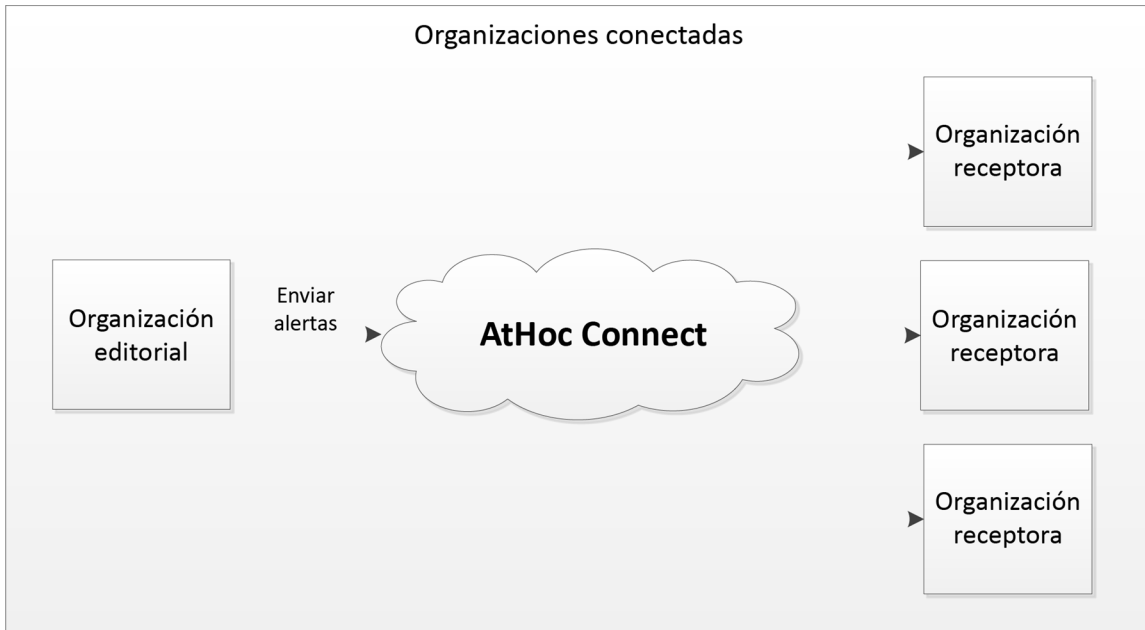 Organizaciones conectadas
Organización
receptora
Organización
editorial
Enviar
alertas
AtHoc Connect
Organización
receptora
Organización
receptora